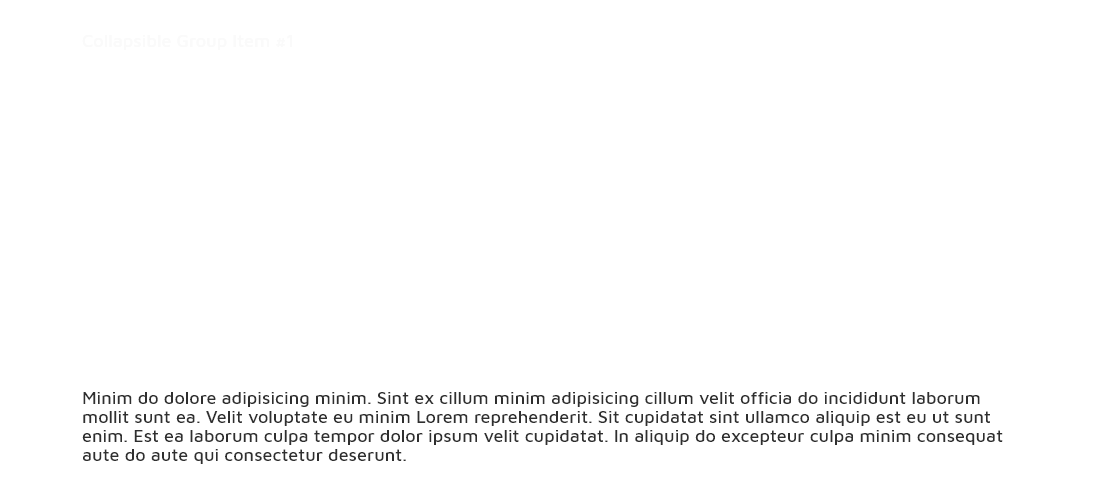 Collapsible Group Item #1
Minim do dolore adipisicing minim. Sint ex cillum minim adipisicing cillum velit officia do incididunt laborum
mollit sunt ea. Velit voluptate eu minim Lorem reprehenderit. Sit cupidatat sint ullamco aliquip est eu ut sunt
enim. Est ea laborum culpa tempor dolor ipsum velit cupidatat. In aliquip do excepteur culpa minim consequat
aute do aute qui consectetur deserunt.